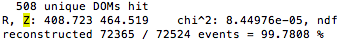 508 unique DOMs hit
R, Z: 408.723 464.519 chi^2: 8.44976e-05, ndf
reconstructed 72365 / 72524 events = 99.7808 %